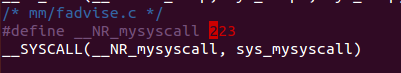 /* mm/fadvise.c */
#define __NR_mysyscall 223
__SYSCALL(__NR_mysyscall, sys_mysyscall)